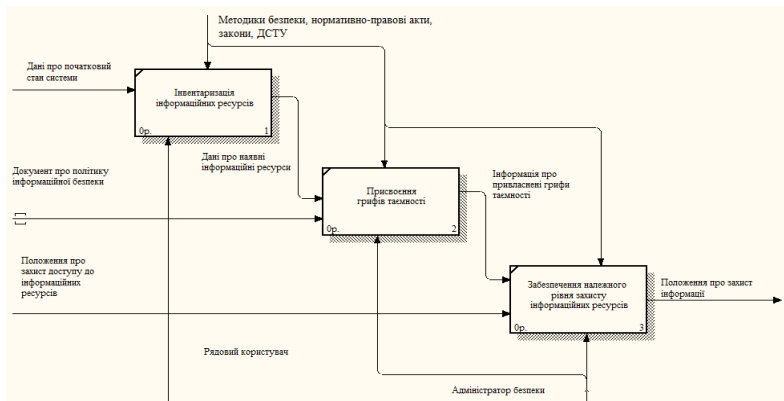 Методики безпеки, нормативно-правові акти,
закони, ДСТУ
Дані про початковий
стан системи
Інвентаризація
інформаційних ресурсів
0р.
1
Дані про наявні
інформаційні ресурси
Документ про політику
інформаційної безпеки
Присвоєння
грифів таємності
0р.
2
Інформація про
привласнені грифи
таємності
Положення про
захист доступу до
інформаційних
ресурсів
Забезпечення належного
рівня захисту
інформаційних ресурсів
0р.
3
Положення про захист
інформації
Рядовий користувач
Адміністратор безпеки